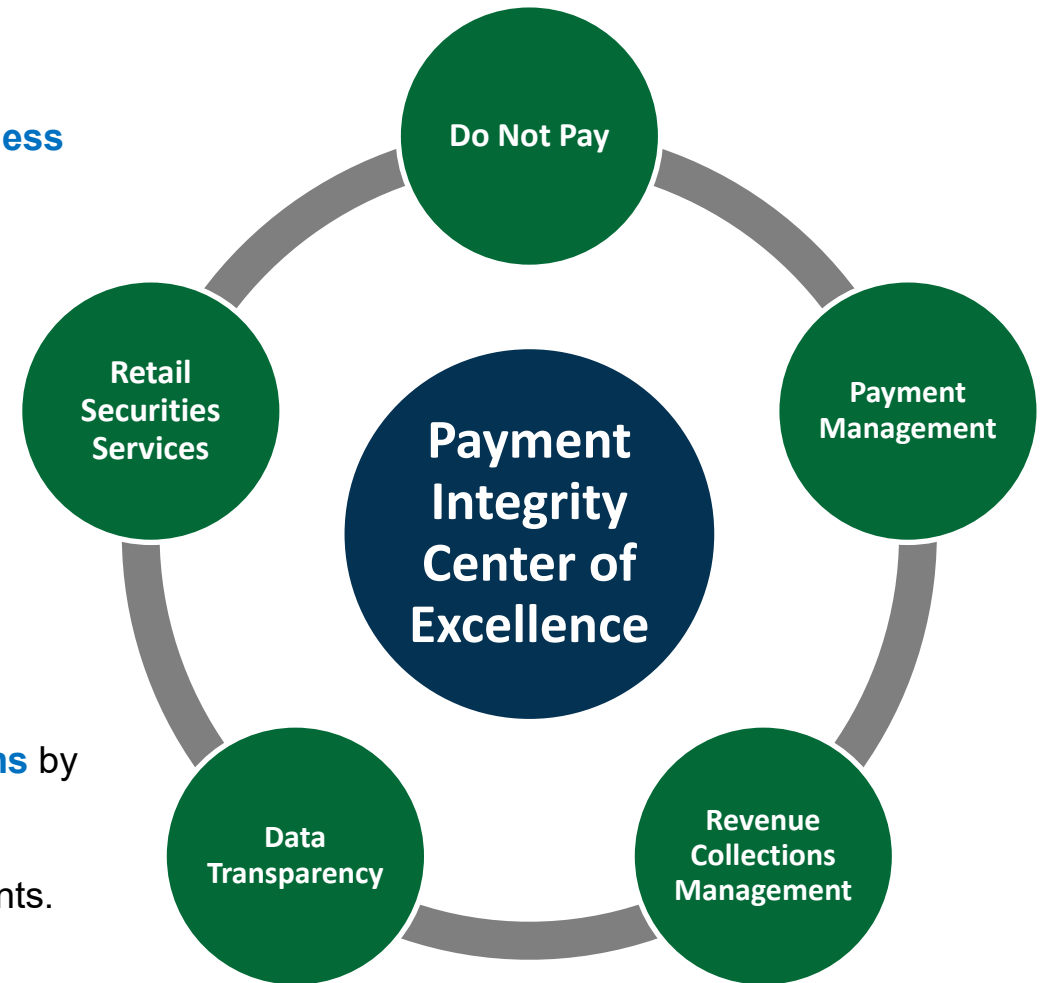 ess
ns by
nts.
Do Not Pay
Payment
Management
Revenue
Collections
Management
Data
Transparency
Retail
Securities
Services
Payment
Integrity
Center of
Excellence